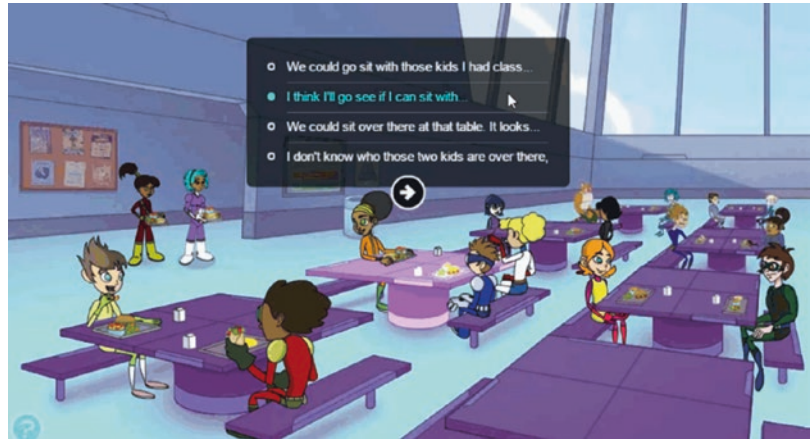 We could go sit with those kids I had class...
I think I'll go see if I can sit with...
We could sit over there at that table. It looks...
I don't know who those two kids are over there,
?